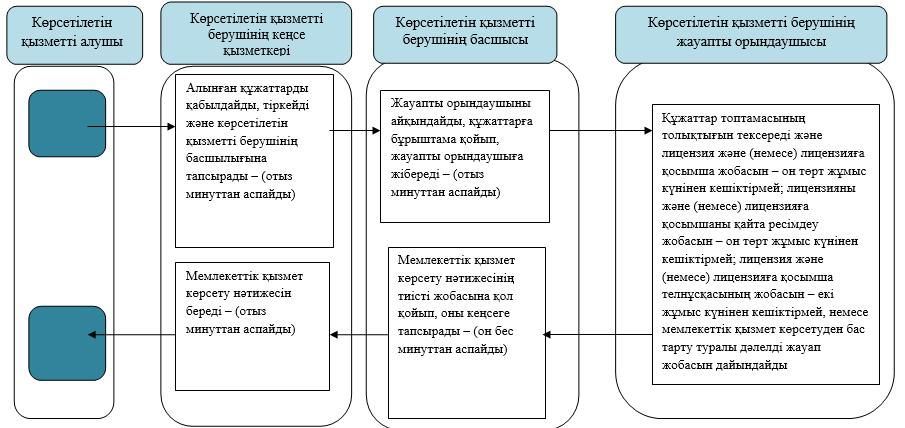 Көрсетілетін
қызметті алушы
Көрсетілетін қызметті
берушінің кеңсе
қызметкері
Көрсетілетін қызметті
берушінің басшысы
Көрсетілетін қызметті берушінің
жауапты орындаушысы
Алынған құжаттарды
қабылдайды, тіркейді
және көрсетілетін
қызметті берушінің
басшылығына
тапсырады – (отыз
минуттан аспайды)
Жауапты орындаушыны
айқындайды, құжаттарға
бұрыштама қойып,
жауапты орындаушыға
жібереді – (отыз
минуттан аспайды)
Құжаттар топтамасының
толықтығын тексереді және
лицензия және (немесе) лицензияға
қосымша жобасын – он төрт жұмыс
күнінен кешіктірмей; лицензияны
және (немесе) лицензияға
қосымшаны қайта ресімдеу
жобасын – он төрт жұмыс күнінен
кешіктірмей; лицензия және
(немесе) лицензияға қосымша
телнұсқасының жобасын – екі
жұмыс күнінен кешіктірмей, немесе
мемлекеттік қызмет көрсетуден бас
тарту туралы дәлелді жауап
жобасын дайындайды
Мемлекеттік қызмет
көрсету нәтижесінің
тиісті жобасына қол
қойып, оны кеңсеге
тапсырады – (он бес
минуттан аспайды)
Мемлекеттік қызмет
көрсету нәтижесін
береді – (отыз
минуттан аспайды)